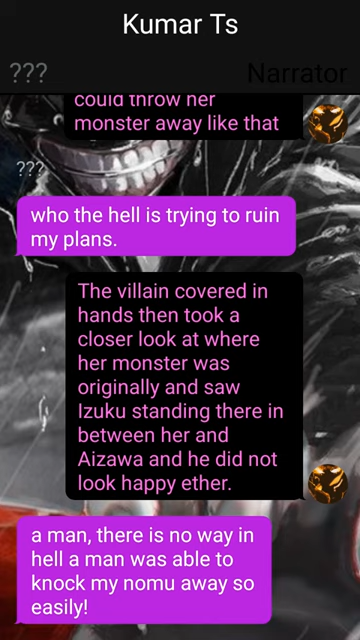 Kumar Ts
???
Narrator
could throw her
monster away like that
???
who the hell is trying to ruin
my plans.
The villain covered in
hands then took a
closer look at where
her monster was
originally and saw
Izuku standing there in
between her and
Aizawa and he did not
look happy ether.
a man, there is no way in
hell a man was able to
knock my nomu away so
easily!